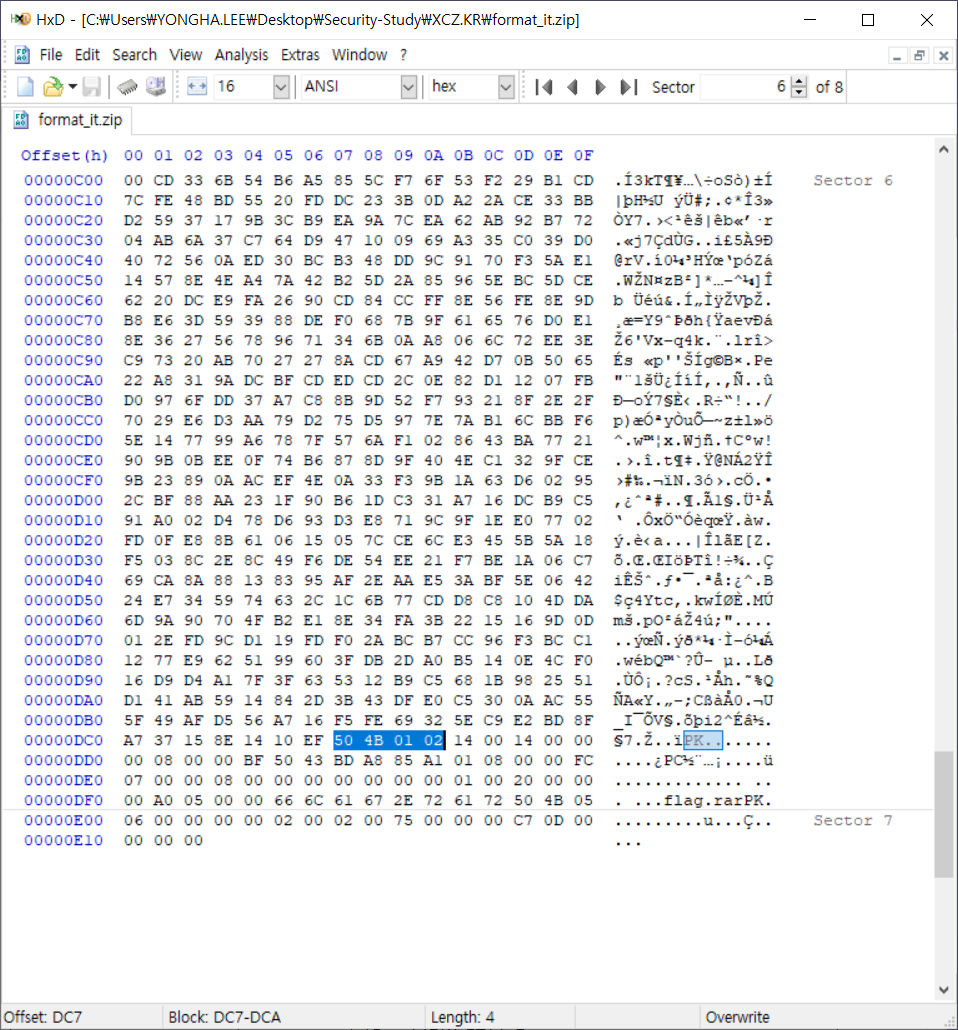 HxD - [C:₩Users₩YONGHA.LEE₩Desktop₩Security-Study₩XCZ.KR₩format_it.zip]
File Edit Search View Analysis Extras Window ?
16 ANSI hex Sector 6 of 8
format_it.zip
Offset(h) 00 01 02 03 04 05 06 07 08 09 0A 0B 0C 0D 0E 0F
00000C00 00 CD 33 6B 54 B6 A5 85 5C F7 6F 53 F2 29 B1 CD .Í3kT¶¥…\÷oSò)±Í Sector 6
00000C10 7C FE 48 BD 55 20 FD DC 23 3B 0D A2 2A CE 33 BB |þH½U ýÜ#;.¢*Î3»
00000C20 D2 59 37 17 9B 3C B9 EA 9A 7C EA 62 AB 92 B7 72 ÒY7.›<¹êš|êb«’·r
00000C30 04 AB 6A 37 C7 64 D9 47 10 09 69 A3 35 C0 39 D0 .«j7ÇdÙG..i£5À9Ð
00000C40 40 72 56 0A ED 30 BC B3 48 DD 9C 91 70 F3 5A E1 @rV.í0¼³HÝœ‘póZá
00000C50 14 57 8E 4E A4 7A 42 B2 5D 2A 85 96 5E BC 5D CE .WŽN¤zB²]*…–^¼]Î
00000C60 62 20 DC E9 FA 26 90 CD 84 CC FF 8E 56 FE 8E 9D b Üéú&.Í„ÌÿŽVþŽ.
00000C70 B8 E6 3D 59 39 88 DE F0 68 7B 9F 61 65 76 D0 E1 ¸æ=Y9ˆÞðh{ŸaevÐá
00000C80 8E 36 27 56 78 96 71 34 6B 0A A8 06 6C 72 EE 3E Ž6'Vx–q4k.¨.lrî>
00000C90 C9 73 20 AB 70 27 27 8A CD 67 A9 42 D7 0B 50 65 És «p''ŠÍg©B×.Pe
00000CA0 22 A8 31 9A DC BF CD ED CD 2C 0E 82 D1 12 07 FB "¨1šÜ¿ÍíÍ,.‚Ñ..û
00000CB0 D0 97 6F DD 37 A7 C8 8B 9D 52 F7 93 21 8F 2E 2F Ð—oÝ7§È‹.R÷“!../
00000CC0 70 29 E6 D3 AA 79 D2 75 D5 97 7E 7A B1 6C BB F6 p)æÓªyÒuÕ—~z±l»ö
00000CD0 5E 14 77 99 A6 78 7F 57 6A F1 02 86 43 BA 77 21 ^.w™¦x.Wjñ.†Cºw!
00000CE0 90 9B 0B EE 0F 74 B6 87 8D 9F 40 4E C1 32 9F CE .›.î.t¶‡.Ÿ@NÁ2ŸÎ
00000CF0 9B 23 89 0A AC EF 4E 0A 33 F3 9B 1A 63 D6 02 95 ›#‰.¬ïN.3ó›.cÖ.•
00000D00 2C BF 88 AA 23 1F 90 B6 1D C3 31 A7 16 DC B9 C5 ,¿ˆª#..¶.Ã1§.Ü¹Å
00000D10 91 A0 02 D4 78 D6 93 D3 E8 71 9C 9F 1E E0 77 02 ‘ .ÔxÖ“ÓèqœŸ.àw.
00000D20 FD 0F E8 8B 61 06 15 05 7C CE 6C E3 45 5B 5A 18 ý.è‹a...|ÎlãE[Z.
00000D30 F5 03 8C 2E 8C 49 F6 DE 54 EE 21 F7 BE 1A 06 C7 õ.Œ.ŒIöÞTî!÷¾..Ç
00000D40 69 CA 8A 88 13 83 95 AF 2E AA E5 3A BF 5E 06 42 iÊŠˆ.ƒ•¯.ªå:¿^.B
00000D50 24 E7 34 59 74 63 2C 1C 6B 77 CD D8 C8 10 4D DA $ç4Ytc,.kwÍØÈ.MÚ
00000D60 6D 9A 90 70 4F B2 E1 8E 34 FA 3B 22 15 16 9D 0D mš.pO²áŽ4ú;"....
00000D70 01 2E FD 9C D1 19 FD F0 2A BC B7 CC 96 F3 BC C1 ..ýœÑ.ýð*¼·Ì–ó¼Á
00000D80 12 77 E9 62 51 99 60 3F DB 2D A0 B5 14 0E 4C F0 .wébQ™`?Û- µ..Lð
00000D90 16 D9 D4 A1 7F 3F 63 53 12 B9 C5 68 1B 98 25 51 .ÙÔ¡.?cS.¹Åh.˜%Q
00000DA0 D1 41 AB 59 14 84 2D 3B 43 DF E0 C5 30 0A AC 55 ÑA«Y.„-;CßàÅ0.¬U
00000DB0 5F 49 AF D5 56 A7 16 F5 FE 69 32 5E C9 E2 BD 8F _I¯ÕV§.õþi2^Éâ½.
00000DC0 A7 37 15 8E 14 10 EF 50 4B 01 02 14 00 14 00 00 §7.Ž..ïPK.......
00000DD0 00 08 00 00 BF 50 43 BD A8 85 A1 01 08 00 00 FC ....¿PC½¨…¡....ü
00000DE0 07 00 00 08 00 00 00 00 00 00 00 01 00 20 00 00 ............. ..
00000DF0 00 A0 05 00 00 66 6C 61 67 2E 72 61 72 50 4B 05 . ...flag.rarPK.
00000E00 06 00 00 00 00 02 00 02 00 75 00 00 00 C7 0D 00 .........u...Ç.. Sector 7
00000E10 00 00 00 ...
Offset: DC7 Block: DC7-DCA Length: 4 Overwrite